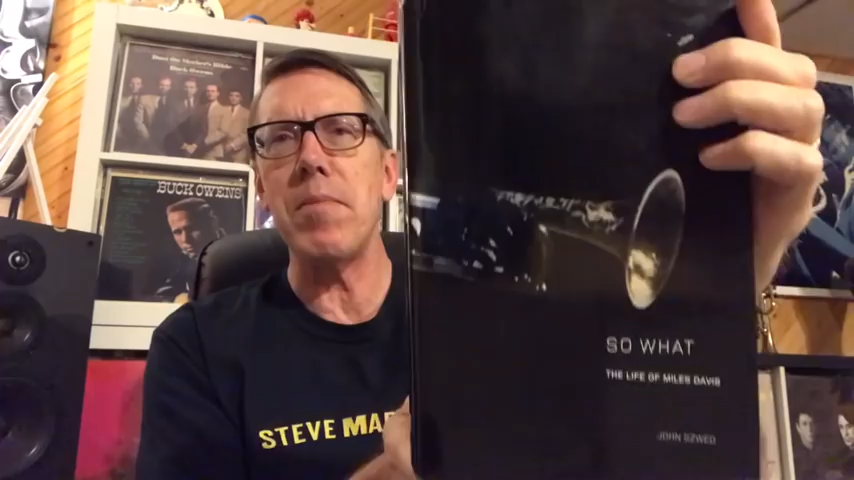 BUCK OWENS
STEVE MA
SO WHAT
THE LIFE OF MILES DAVIS
JOHN SZWED